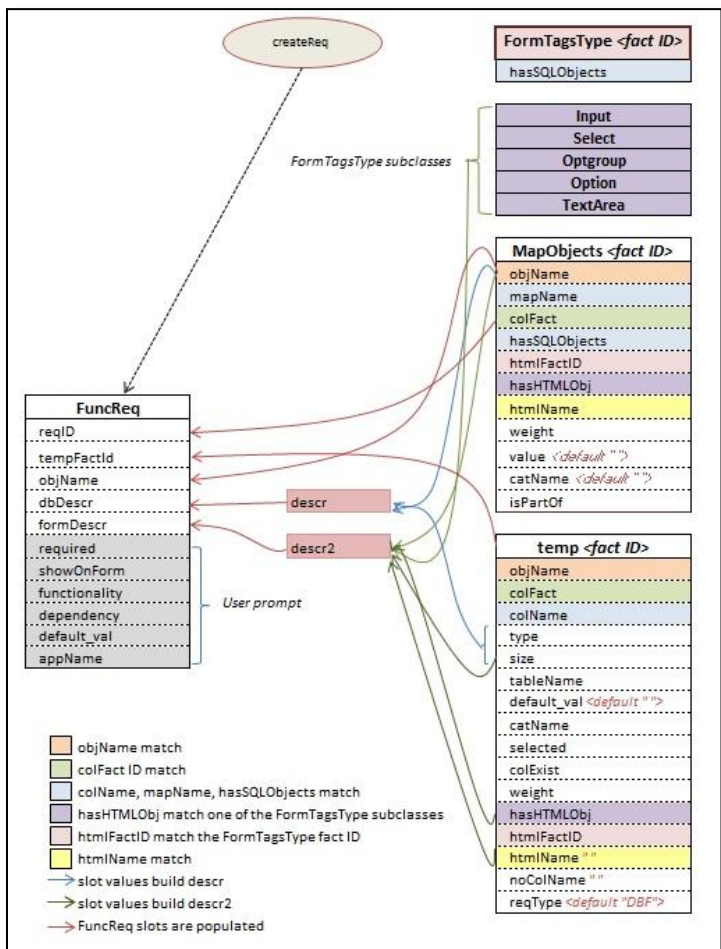 createReq
FormTagsType <fact ID>
hasSQLObjects
FormTagsType subclasses
Input
Select
Optgroup
Option
TextArea
MapObjects <fact ID>
objName
mapName
colFact
hasSQLObjects
htmlFactID
hasHTMLObj
htmlName
weight
value <default " ">
catName <default " ">
isPartOf
FuncReq
reqID
tempFactId
objName
dbDescr
formDescr
required
showOnForm
functionality
dependency
default_val
appName
descr
descr2
User prompt
temp <fact ID>
objName
colFact
colName
type
size
tableName
default_val <default " ">
catName
selected
colExist
weight
hasHTMLObj
htmlFactID
htmlName " "
noColName " "
reqType <default "DBF">
objName match
colFact ID match
colName, mapName, hasSQLObjects match
hasHTMLObj match one of the FormTagsType subclasses
htmlFactID match the FormTagsType fact ID
htmlName match
slot values build descr
slot values build descr2
FuncReq slots are populated